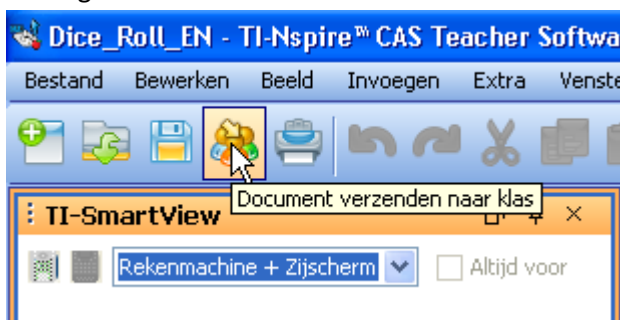 Dice_Roll_EN - TI-Nspire™ CAS Teacher Softwa
Bestand Bewerken Beeld Invoegen Extra Venste
Document verzenden naar klas
TI-SmartView
Rekenmachine + Zijscherm Altijd voor